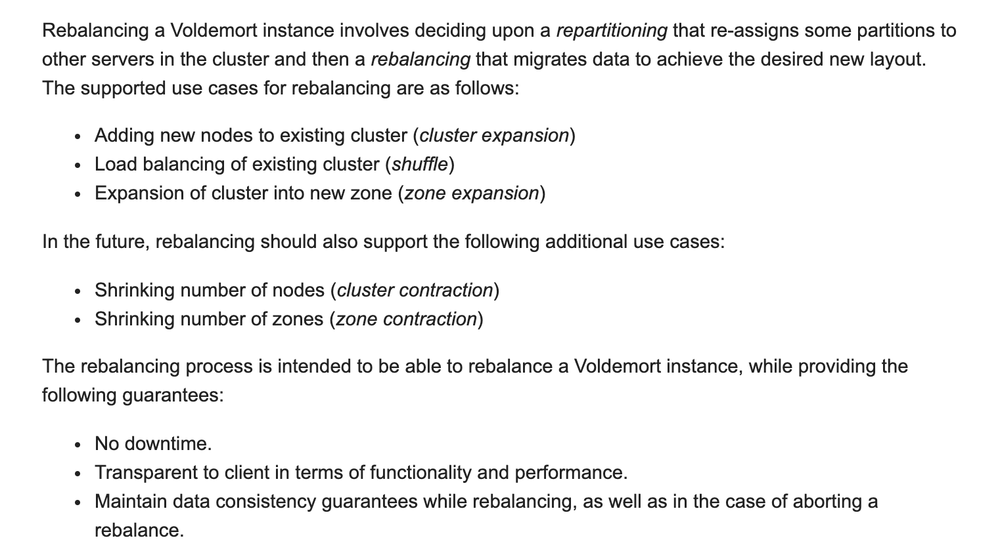 Rebalancing a Voldemort instance involves deciding upon a repartitioning that re-assigns some partitions to
other servers in the cluster and then a rebalancing that migrates data to achieve the desired new layout.
The supported use cases for rebalancing are as follows:
• Adding new nodes to existing cluster (cluster expansion)
• Load balancing of existing cluster (shuffle)
• Expansion of cluster into new zone (zone expansion)
In the future, rebalancing should also support the following additional use cases:
• Shrinking number of nodes (cluster contraction)
• Shrinking number of zones (zone contraction)
The rebalancing process is intended to be able to rebalance a Voldemort instance, while providing the
following guarantees:
• No downtime.
• Transparent to client in terms of functionality and performance.
• Maintain data consistency guarantees while rebalancing, as well as in the case of aborting a
rebalance.